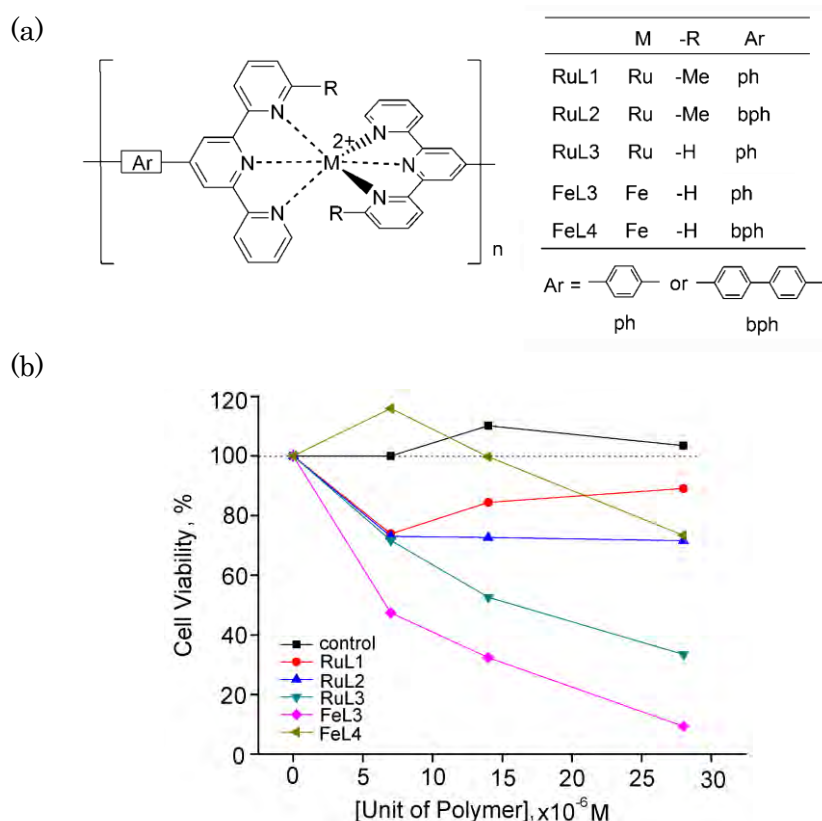 (a)
R
N
N
N
Ar
N
M
2+
N
N
R
n
M -R Ar
RuL1 Ru -Me ph
RuL2 Ru -Me bph
RuL3 Ru -H ph
FeL3 Fe -H ph
FeL4 Fe -H bph
Ar = or
ph bph
(b)
120
100
80
60
40
20
0
Cell Viability, %
control
RuL1
RuL2
RuL3
FeL3
FeL4
0 5 10 15 20 25 30
[Unit of Polymer], x10⁻⁶M